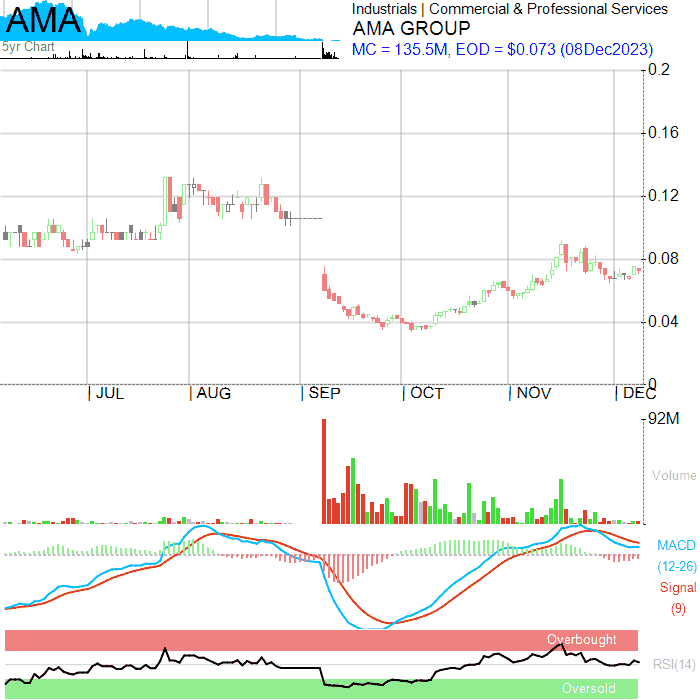 AMA
5yr Chart
Industrials | Commercial & Professional Services
AMA GROUP
MC = 135.5M, EOD = $0.073 (08Dec2023)
0.2
0.16
0.12
0.08
0.04
0
JUL AUG SEP OCT NOV DEC
92M
Volume
MACD
(12-26)
Signal
(9)
Overbought
RSI(14)
Oversold